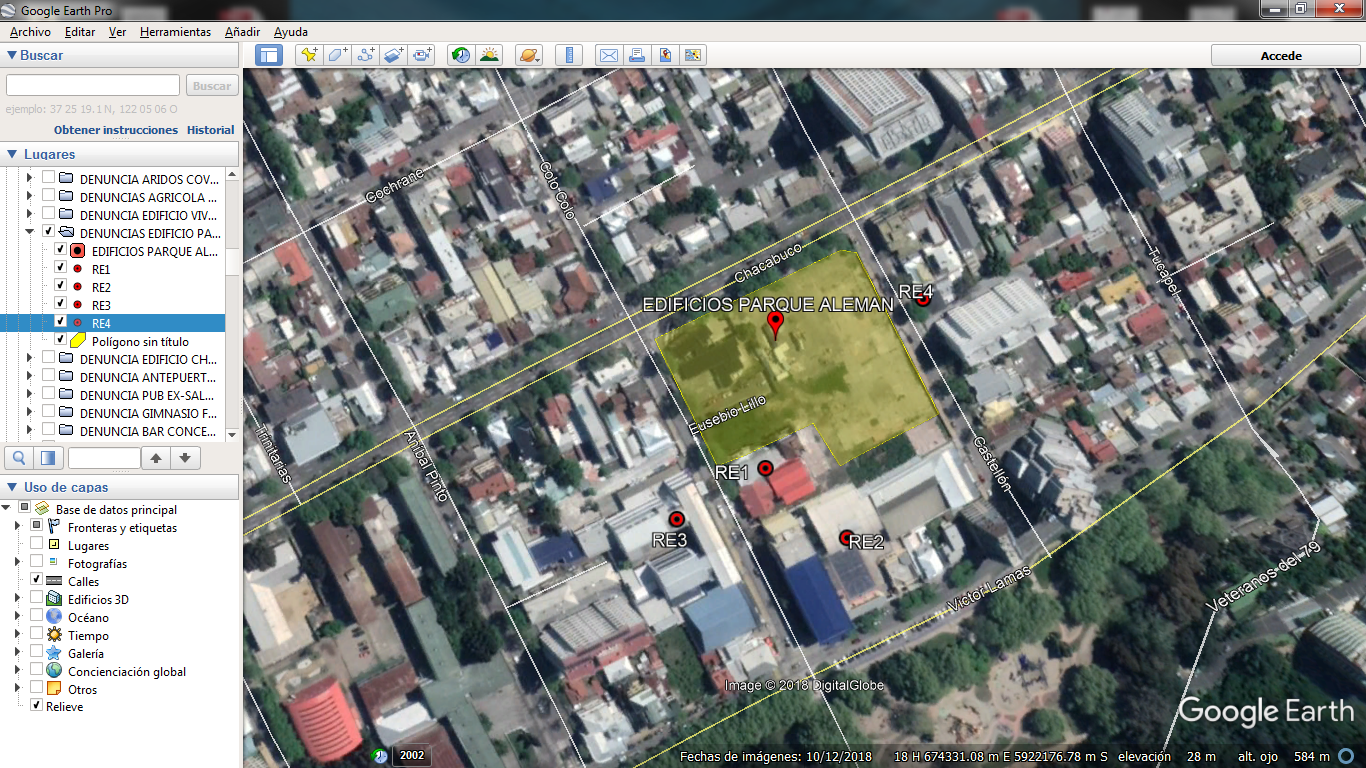 Google Earth Pro
Archivo Editar Ver Herramientas Añadir Ayuda
Buscar
Accede
Buscar
ejemplo: 37 25 19.1 N, 122 05 06 O
Obtener instrucciones Historial
Lugares
DENUNCIA ARIDOS COV...
DENUNCIAS AGRICOLA ...
DENUNCIA EDIFICIO VIV...
DENUNCIAS EDIFICIO PA...
EDIFICIOS PARQUE AL...
RE1
RE2
RE3
RE4
Polígono sin título
DENUNCIA EDIFICIO CH...
DENUNCIA ANTEPUERT...
DENUNCIA PUB EX-SAL...
DENUNCIA GIMNASIO F...
DENUNCIA BAR CONCE...
Uso de capas
Base de datos principal
Fronteras y etiquetas
Lugares
Fotografías
Calles
Edificios 3D
Océano
Tiempo
Galería
Concienciación global
Otros
Relieve
Cochrane
Colo Colo
Chacabuco
Tucapel
EDIFICIOS PARQUE ALEMAN
RE4
Eusebio Lillo
Trinitarias
Aníbal Pinto
Castellón
RE1
RE3
RE2
Víctor Lamas
Veteranos del 79
Image © 2018 DigitalGlobe
Google Earth
2002
Fechas de imágenes: 10/12/2018 18 H 674331.08 m E 5922176.78 m S elevación 28 m alt. ojo 584 m